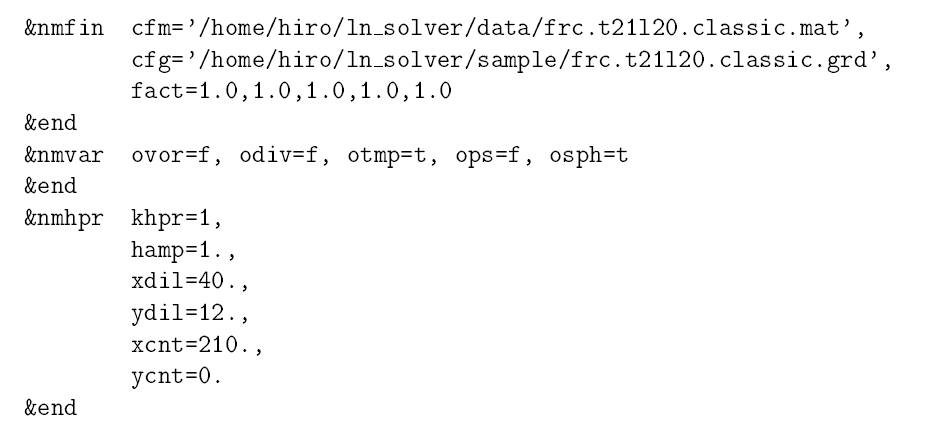 &nmfin cfm='/home/hiro/ln_solver/data/frc.t21l20.classic.mat',
cfg='/home/hiro/ln_solver/sample/frc.t21l20.classic.grd',
fact=1.0,1.0,1.0,1.0,1.0
&end
&nmvar ovor=f, odiv=f, otmp=t, ops=f, osph=t
&end
&nmhpr khpr=1,
hamp=1.,
xdil=40.,
ydil=12.,
xcnt=210.,
ycnt=0.
&end